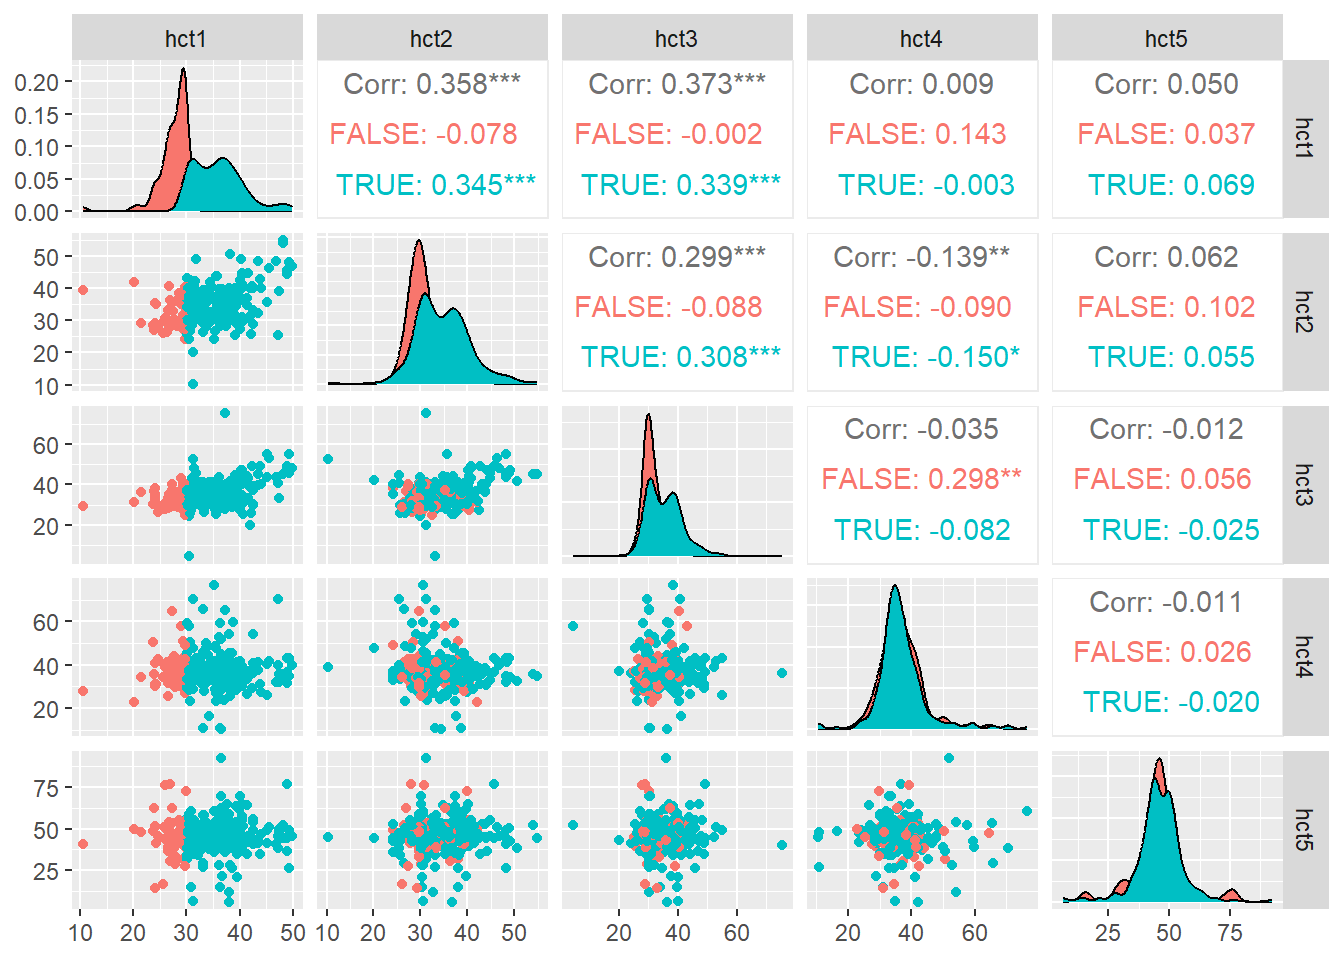 hct1 hct2 hct3 hct4 hct5
0.20
0.15
0.10
0.05
0.00
Corr: 0.358***
FALSE: -0.078
TRUE: 0.345***
Corr: 0.373***
FALSE: -0.002
TRUE: 0.339***
Corr: 0.009
FALSE: 0.143
TRUE: -0.003
Corr: 0.050
FALSE: 0.037
TRUE: 0.069
hct1
50
40
30
20
10
Corr: 0.299***
FALSE: -0.088
TRUE: 0.308***
Corr: -0.139**
FALSE: -0.090
TRUE: -0.150*
Corr: 0.062
FALSE: 0.102
TRUE: 0.055
hct2
60
40
20
Corr: -0.035
FALSE: 0.298**
TRUE: -0.082
Corr: -0.012
FALSE: 0.056
TRUE: -0.025
hct3
60
40
20
Corr: -0.011
FALSE: 0.026
TRUE: -0.020
hct4
75
50
25
hct5
10 20 30 40 50 10 20 30 40 50 20 40 60 20 40 60 25 50 75